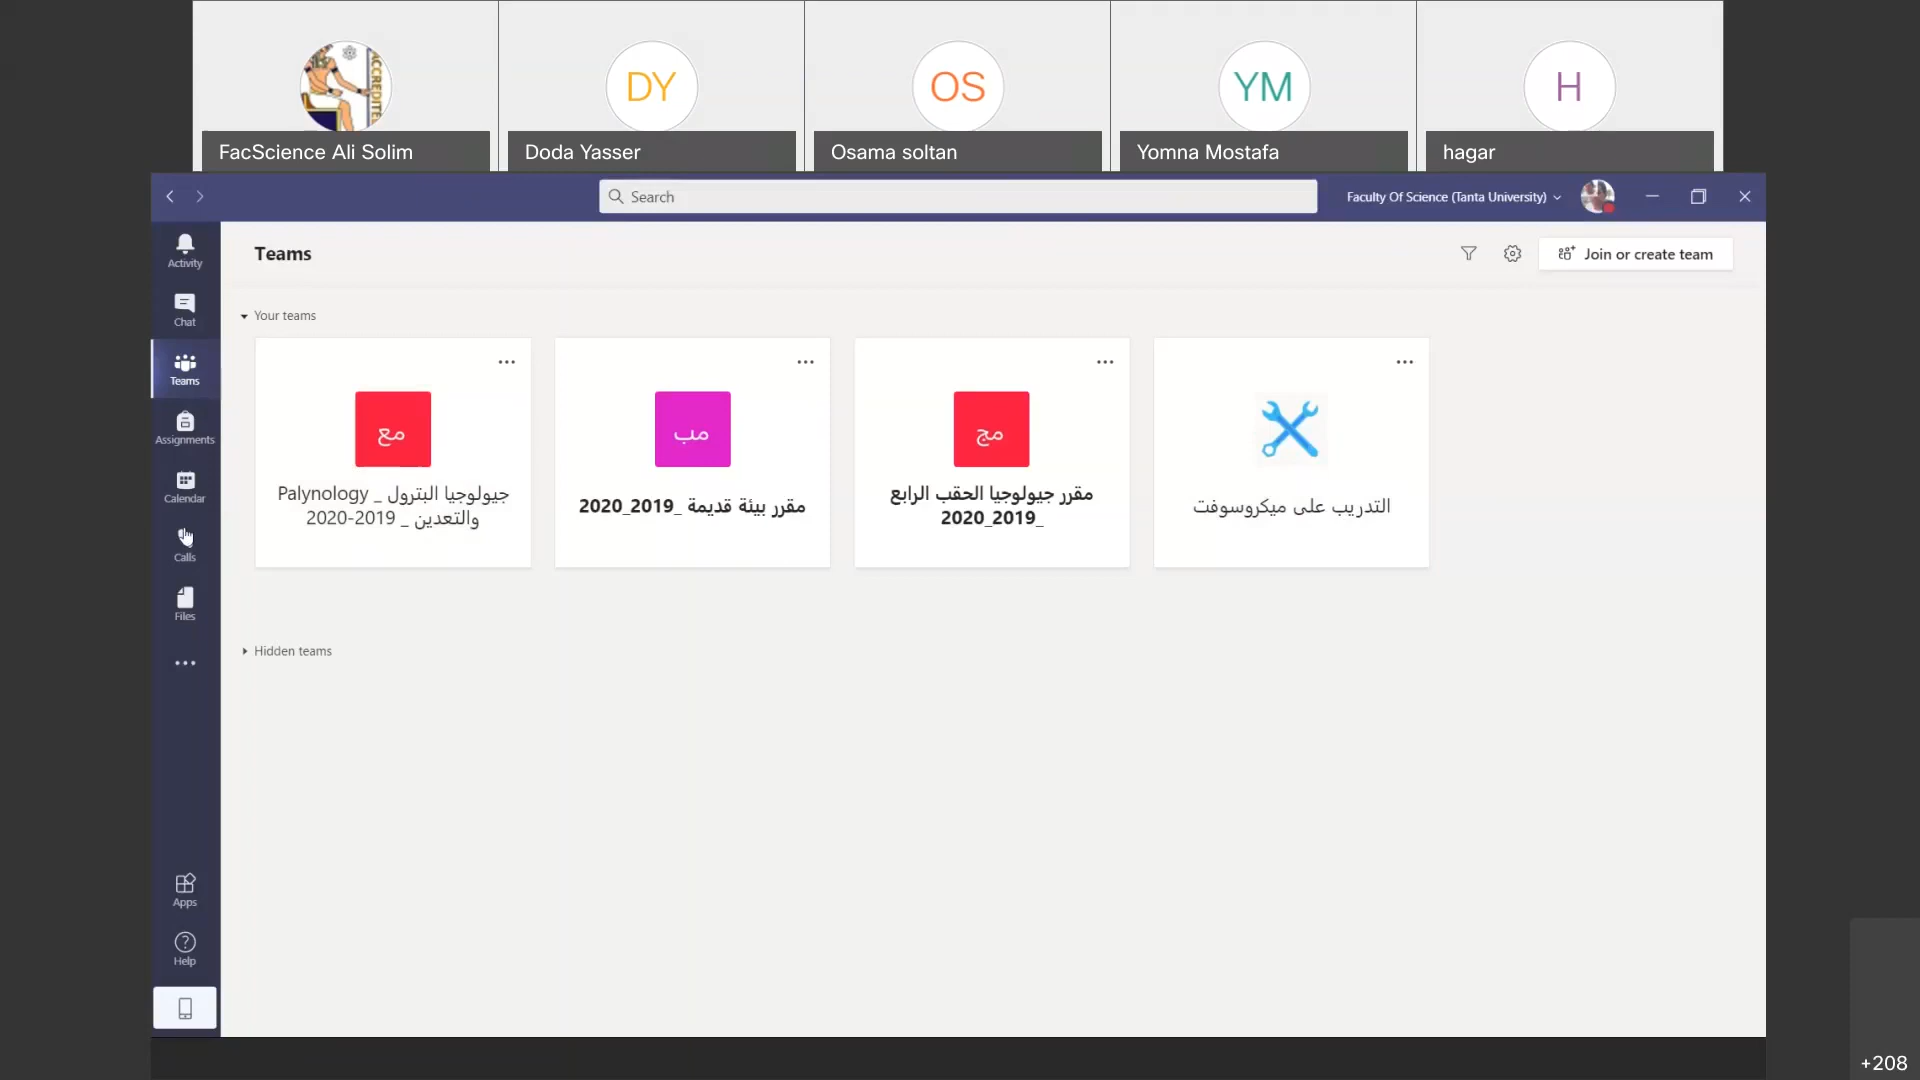 ACCREDITED
DY
OS
YM
H
FacScience Ali Solim
Doda Yasser
Osama soltan
Yomna Mostafa
hagar
Search
Faculty Of Science (Tanta University)
Activity
Chat
Teams
Assignments
Calendar
Calls
Files
Apps
Help
Teams
Join or create team
Your teams
مع
Palynology _ جيولوجيا البترول
والتعدين _ 2019-2020
مب
مقرر بيئة قديمة _2019_2020
مج
مقرر جيولوجيا الحقب الرابع
_2019_2020
التدريب على ميكروسوفت
Hidden teams
+208